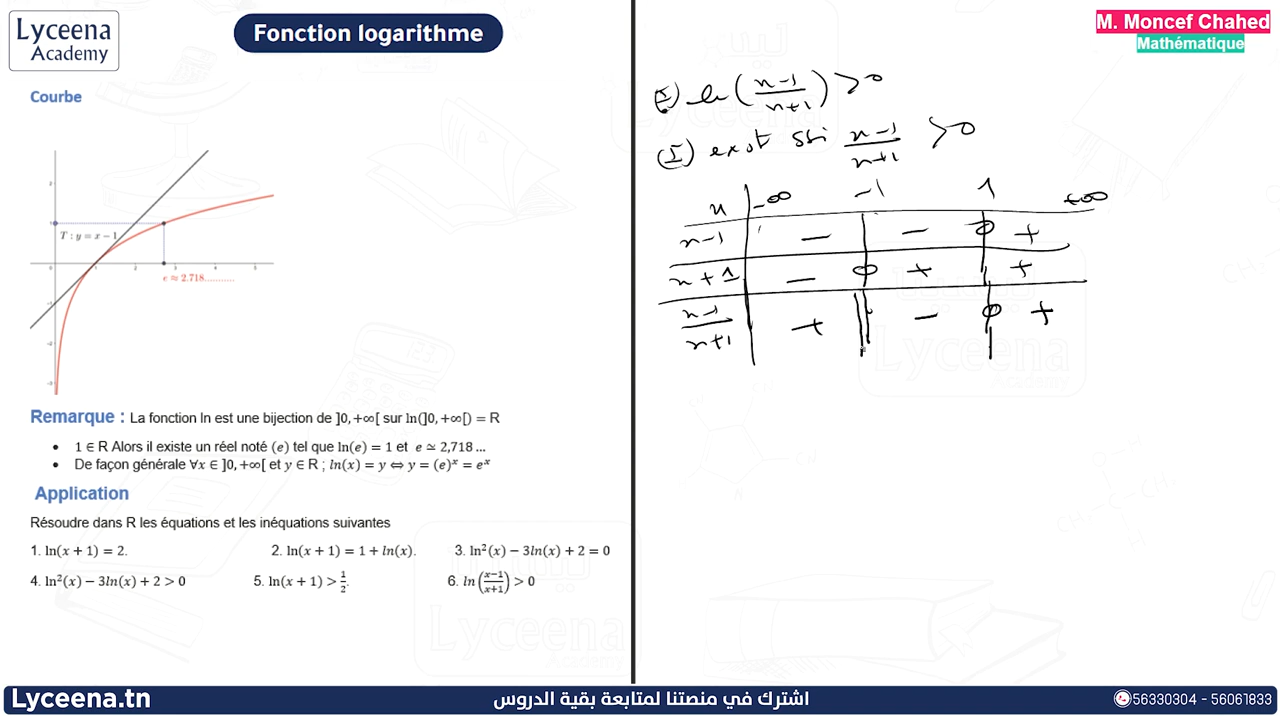 Lyceena
Academy
Fonction logarithme
M. Moncef Chahed
Mathématique
Courbe
T : y = x − 1
e ≈ 2.718...........
Remarque : La fonction ln est une bijection de ]0, +∞[ sur ln(]0, +∞[) = R
• 1 ∈ R Alors il existe un réel noté (e) tel que ln(e) = 1 et e ≃ 2,718 ...
• De façon générale ∀x ∈ ]0, +∞[ et y ∈ R ; ln(x) = y ⇔ y = (e)^x = e^x
Application
Résoudre dans R les équations et les inéquations suivantes
1. ln(x + 1) = 2. 2. ln(x + 1) = 1 + ln(x). 3. ln²(x) − 3ln(x) + 2 = 0
4. ln²(x) − 3ln(x) + 2 > 0 5. ln(x + 1) > 1/2. 6. ln((x−1)/(x+1)) > 0
(I) ln((x−1)/(x+1)) > 0
(I) exist ssi (x−1)/(x+1) > 0
x −∞ −1 1 +∞
x−1 − − 0 +
x+1 − 0 + +
(x−1)/(x+1) + || − 0 +
Lyceena.tn
اشترك في منصتنا لمتابعة بقية الدروس
56330304 - 56061833